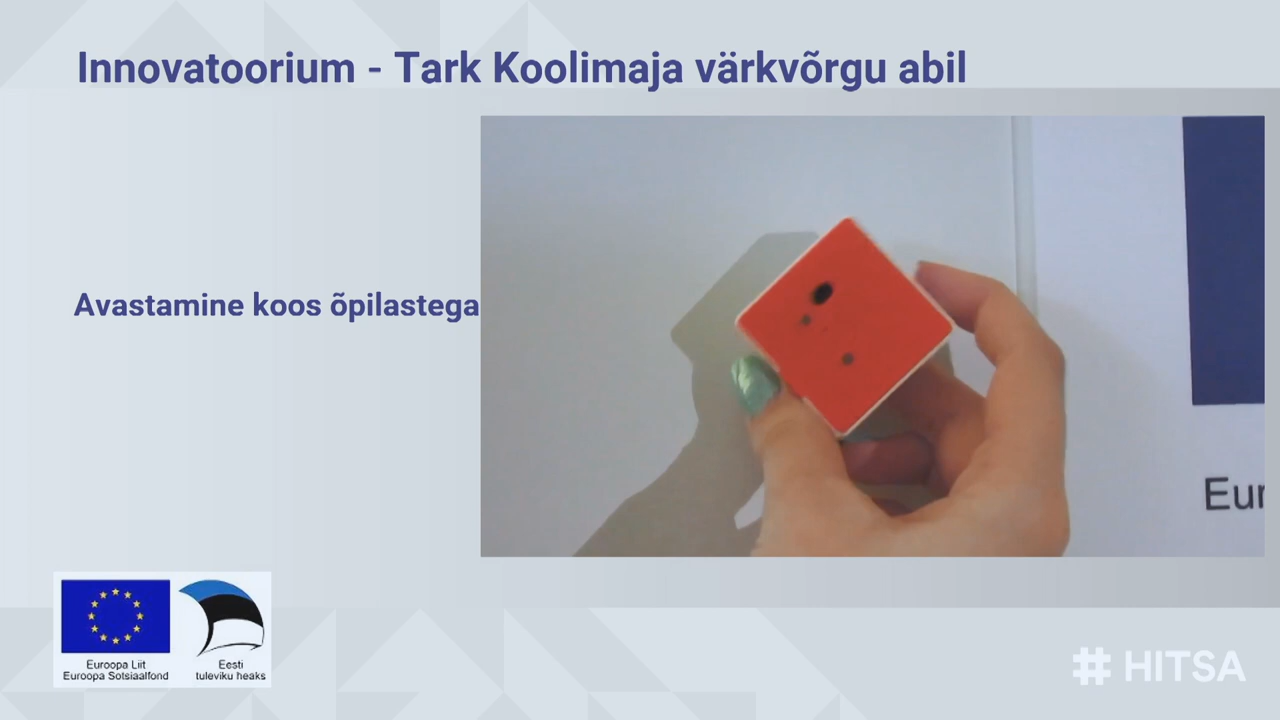 Innovatoorium - Tark Koolimaja värkvõrgu abil
Avastamine koos õpilastega
Eur
Euroopa Liit
Euroopa Sotsiaalfond
Eesti
tuleviku heaks
# HITSA